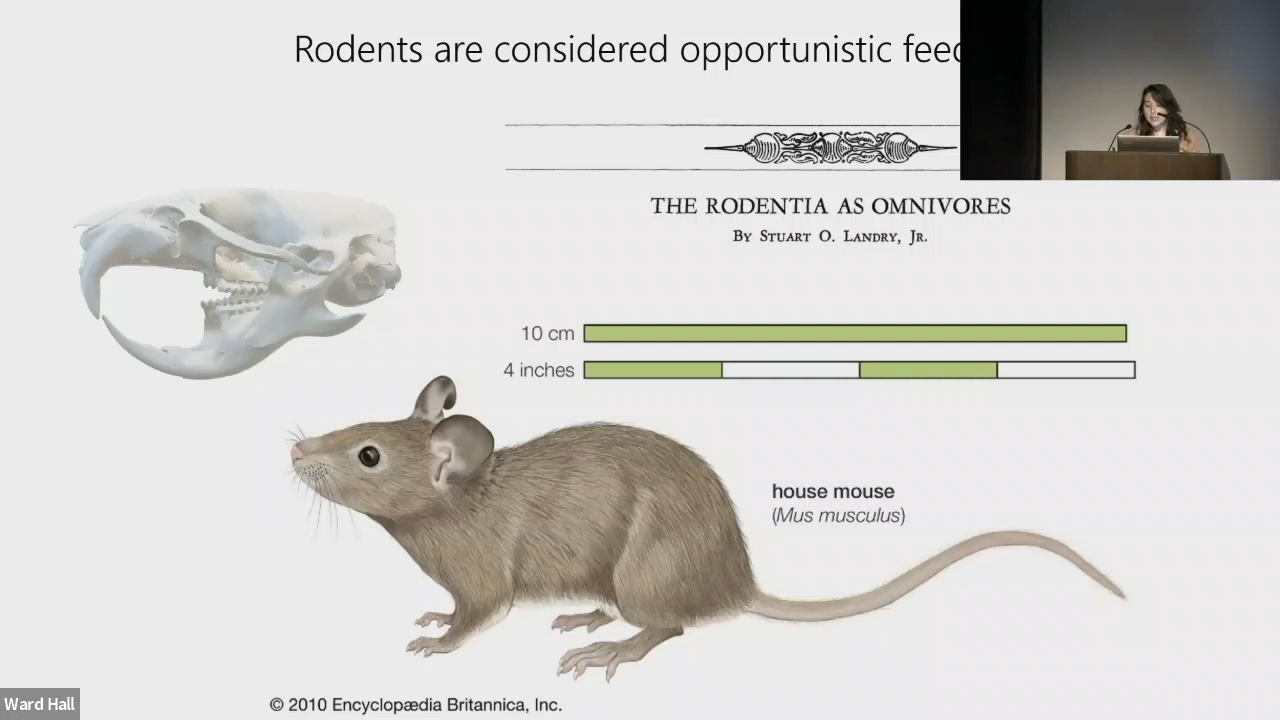 Rodents are considered opportunistic
THE RODENTIA AS OMNIVORES
By Stuart O. Landry, Jr.
10 cm
4 inches
house mouse
(Mus musculus)
Ward Hall
© 2010 Encyclopædia Britannica, Inc.